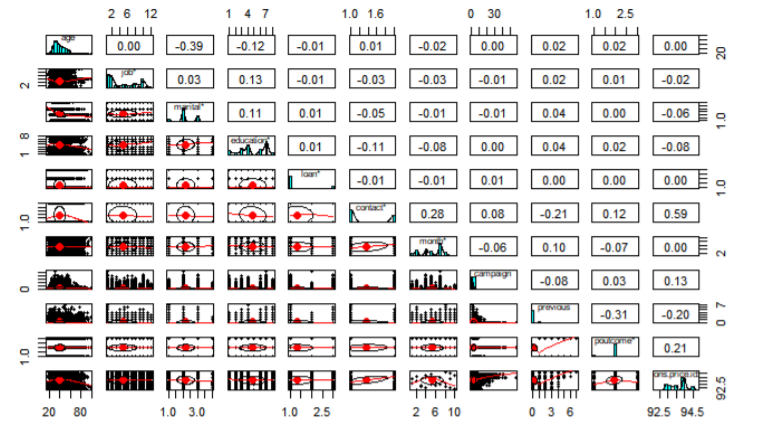 2 6 12 1 4 7 1.0 1.6 0 30 1.0 2.5
age 0.00 -0.39 -0.12 -0.01 0.01 -0.02 0.00 0.02 0.02 0.00 20
2 job* 0.03 0.13 -0.01 -0.03 -0.03 -0.01 0.02 0.01 -0.02
marital* 0.11 0.01 -0.05 -0.01 -0.01 0.04 0.00 -0.06 1.0
1 8 education* 0.01 -0.11 -0.08 0.00 0.04 0.02 -0.08
loan* -0.01 -0.01 0.01 0.00 0.00 0.00 1.0
1.0 contact* 0.28 0.08 -0.21 0.12 0.59
month* -0.06 0.10 -0.07 0.00 2
0 campaign -0.08 0.03 0.13
previous -0.31 -0.20 0 7
1.0 poutcome* 0.21
92.5
20 80 1.0 3.0 1.0 2.5 2 6 10 0 3 6 92.5 94.5